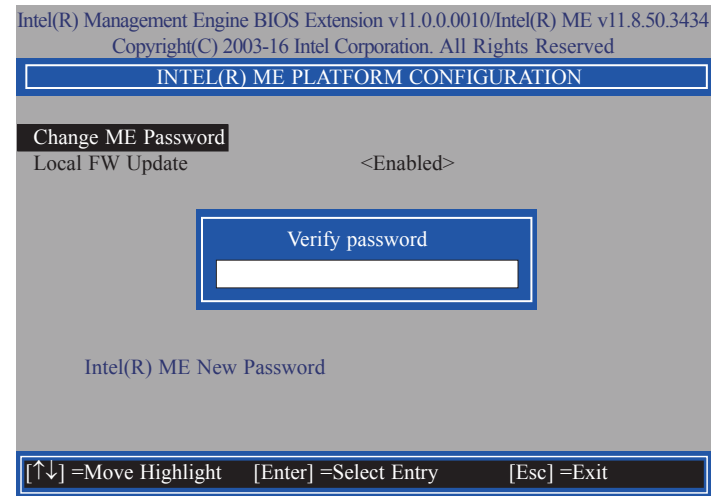 Intel(R) Management Engine BIOS Extension v11.0.0.0010/Intel(R) ME v11.8.50.3434
Copyright(C) 2003-16 Intel Corporation. All Rights Reserved
INTEL(R) ME PLATFORM CONFIGURATION
Change ME Password
Local FW Update <Enabled>
Verify password
Intel(R) ME New Password
[↑↓] =Move Highlight [Enter] =Select Entry [Esc] =Exit